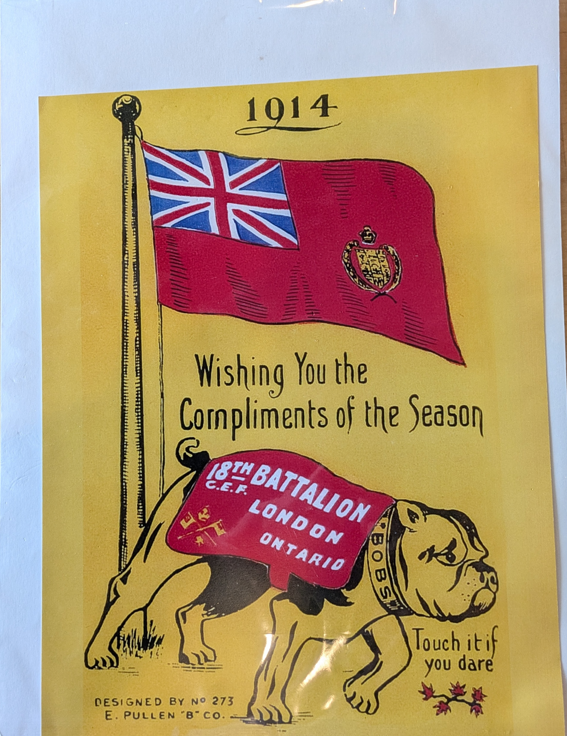 1914
Wishing You the
Compliments of the Season
18TH BATTALION
C.E.F.
LONDON
ONTARIO
BOBS
Touch it if
you dare
DESIGNED BY No 273
E. PULLEN "B" CO.